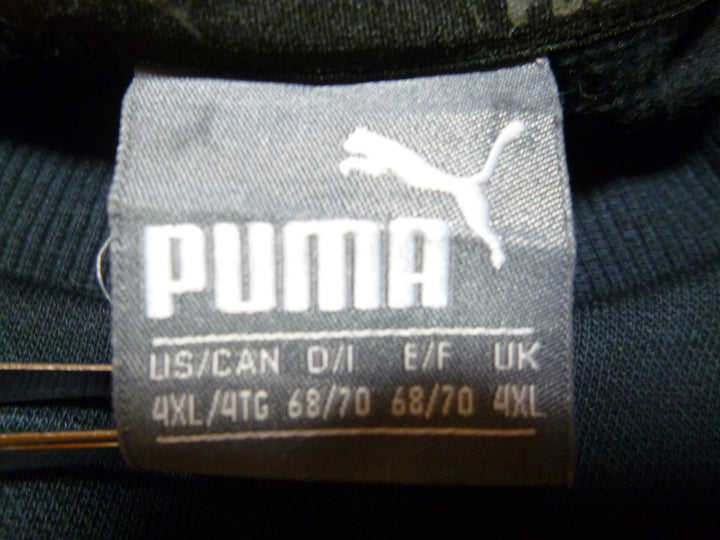 PUMA
US/CAN D/I E/F UK
4XL/4TG 68/70 68/70 4XL